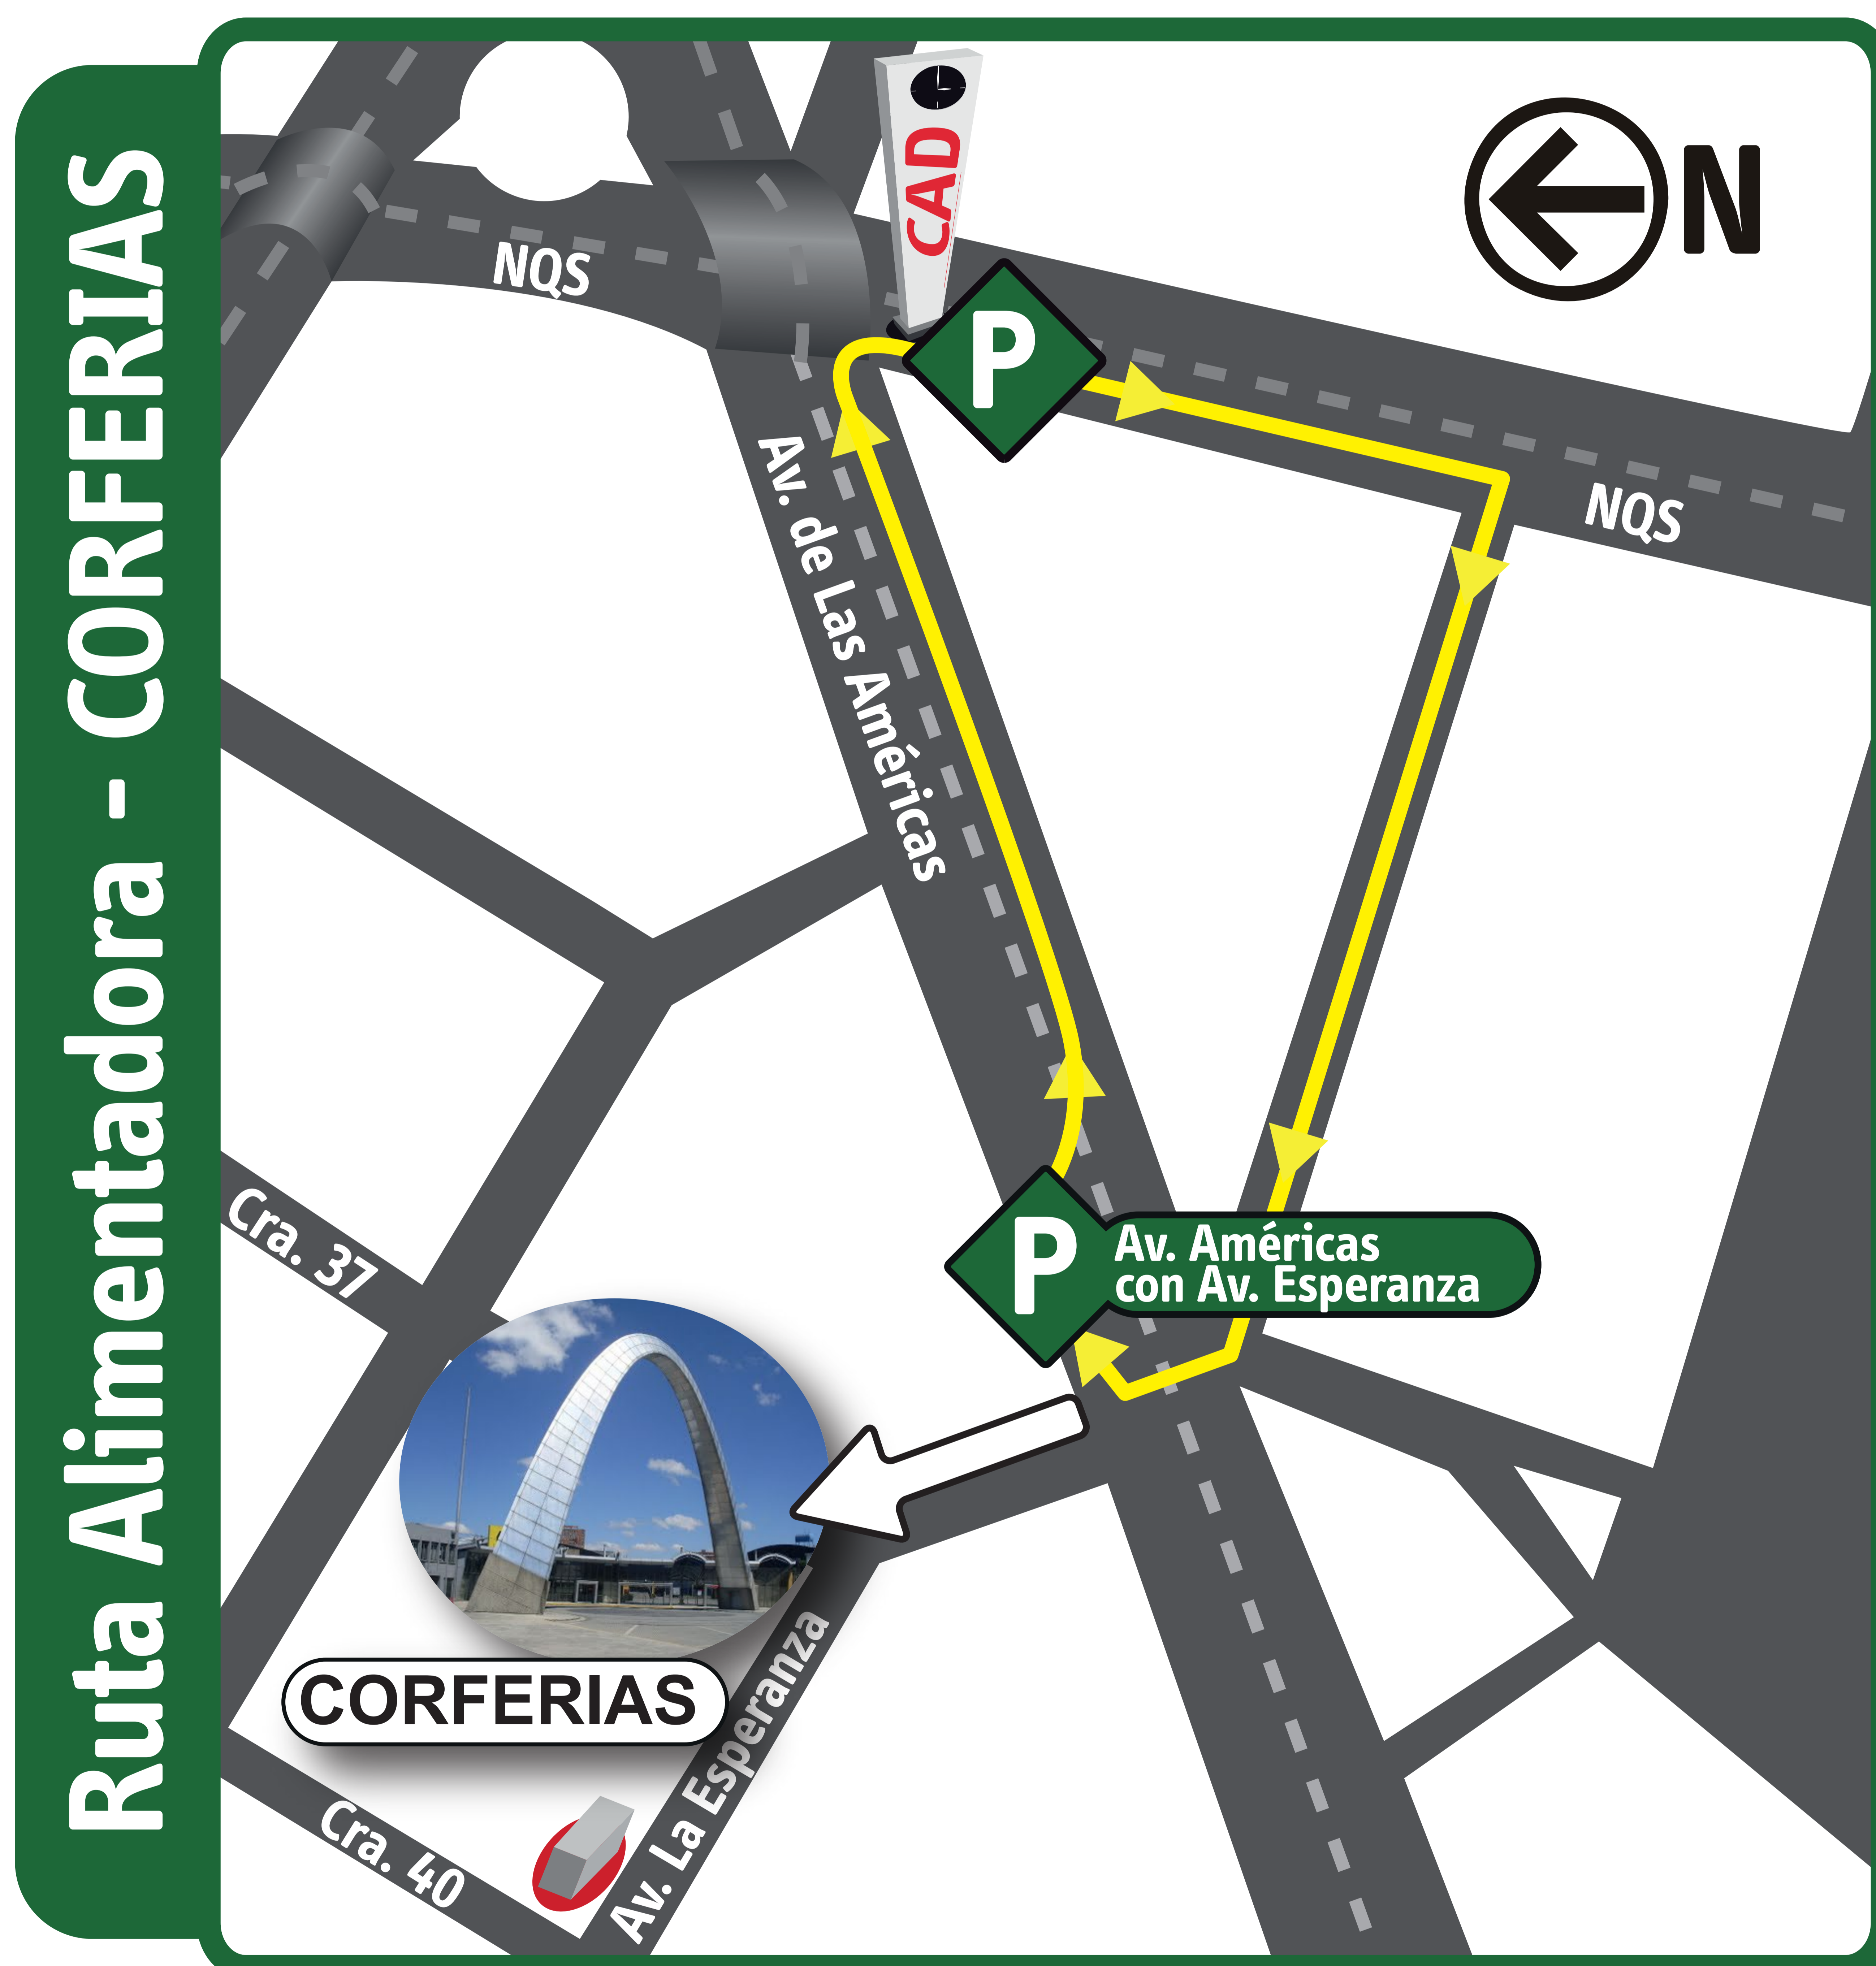 Ruta Alimentadora - CORFERIAS
CAD
N
NQS
P
NQS
Av. de Las Américas
P
Av. Américas
con Av. Esperanza
Cra. 37
CORFERIAS
Av. La Esperanza
Cra. 40